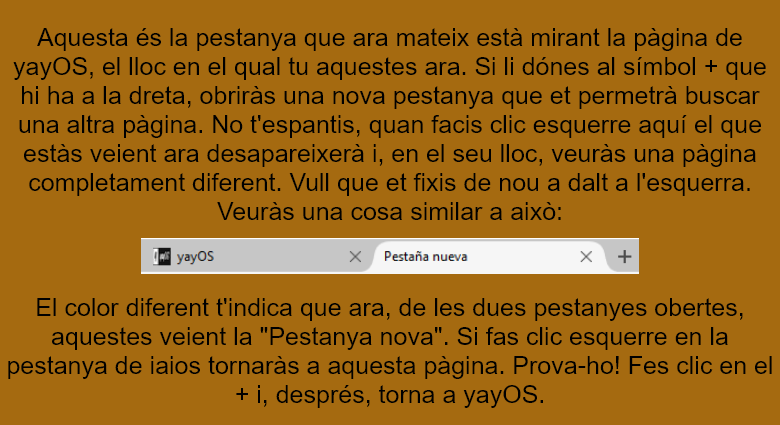 Aquesta és la pestanya que ara mateix està mirant la pàgina de
yayOS, el lloc en el qual tu aquestes ara. Si li dónes al símbol + que
hi ha a la dreta, obriràs una nova pestanya que et permetrà buscar
una altra pàgina. No t'espantis, quan facis clic esquerre aquí el que
estàs veient ara desapareixerà i, en el seu lloc, veuràs una pàgina
completament diferent. Vull que et fixis de nou a dalt a l'esquerra.
Veuràs una cosa similar a això:
yayOS Pestaña nueva +
El color diferent t'indica que ara, de les dues pestanyes obertes,
aquestes veient la "Pestanya nova". Si fas clic esquerre en la
pestanya de iaios tornaràs a aquesta pàgina. Prova-ho! Fes clic en el
+ i, després, torna a yayOS.